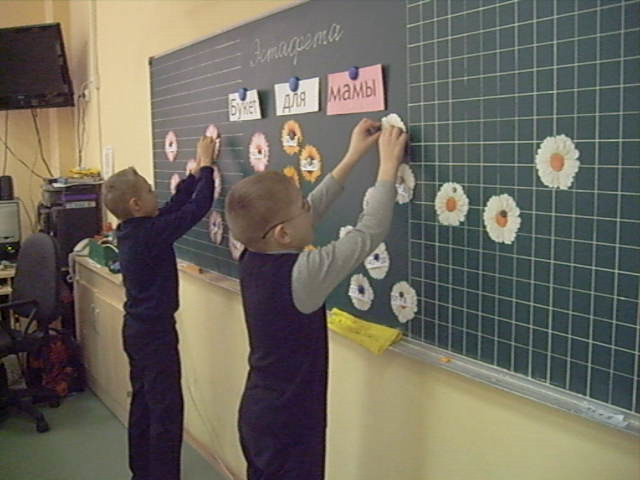 Эстафета
Букет для мамы